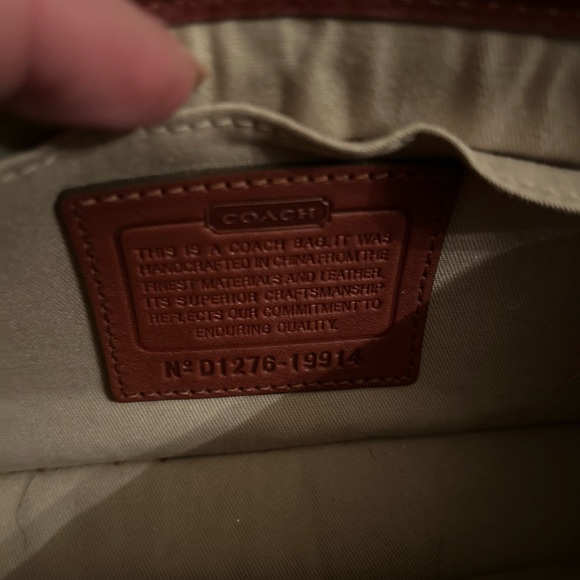 COACH
THIS IS A COACH BAG. IT WAS
HANDCRAFTED IN CHINA FROM THE
FINEST MATERIALS AND LEATHER.
ITS SUPERIOR CRAFTSMANSHIP
REFLECTS OUR COMMITMENT TO
ENDURING QUALITY.
Nº D1276-19914